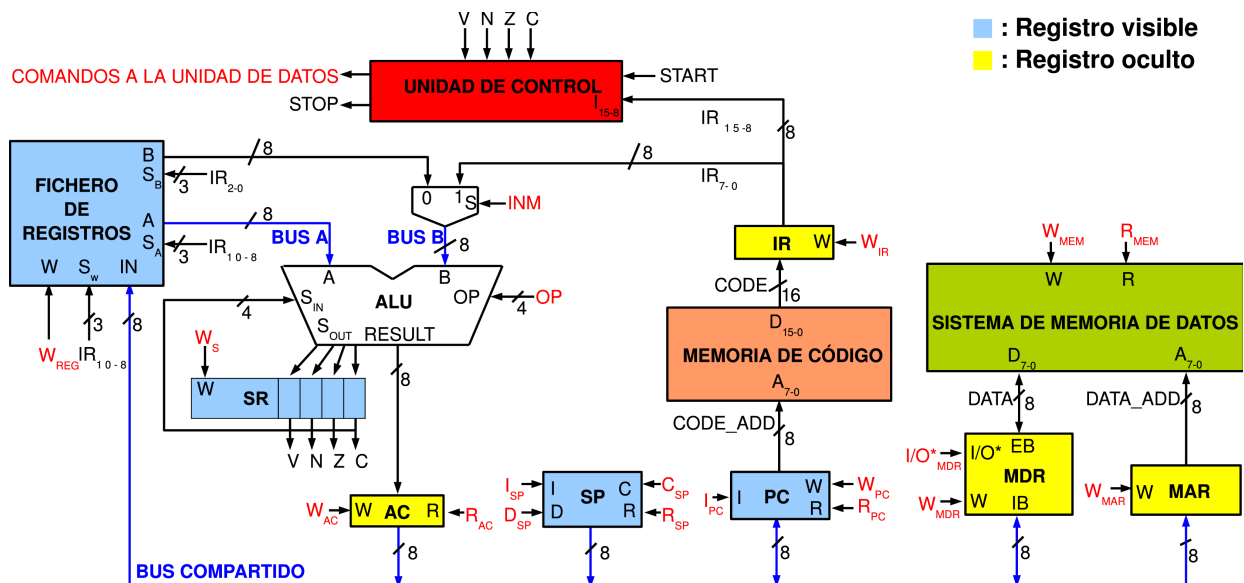 V N Z C
: Registro visible
: Registro oculto
COMANDOS A LA UNIDAD DE DATOS
STOP
UNIDAD DE CONTROL
I15-8
START
IR 15-8
8
FICHERO
DE
REGISTROS
B
SB
A
SA
W
Sw
IN
8
3
IR2-0
8
3
IR10-8
BUS A
0
1
S
INM
8
IR7-0
BUS B
8
IR
W
WIR
CODE
16
WMEM
RMEM
W
R
SISTEMA DE MEMORIA DE DATOS
D7-0
A7-0
A
B
ALU
SIN
OP
4
OP
SOUT
RESULT
4
3
8
WREG
IR10-8
WS
W
SR
V N Z C
8
D15-0
MEMORIA DE CÓDIGO
A7-0
CODE_ADD
8
DATA
8
DATA_ADD
8
WAC
W
AC
R
RAC
8
ISP
DSP
I
D
SP
C
R
CSP
RSP
8
IPC
I
PC
W
R
WPC
RPC
8
I/O*MDR
WMDR
I/O*
EB
MDR
W
IB
8
WMAR
W
MAR
8
BUS COMPARTIDO